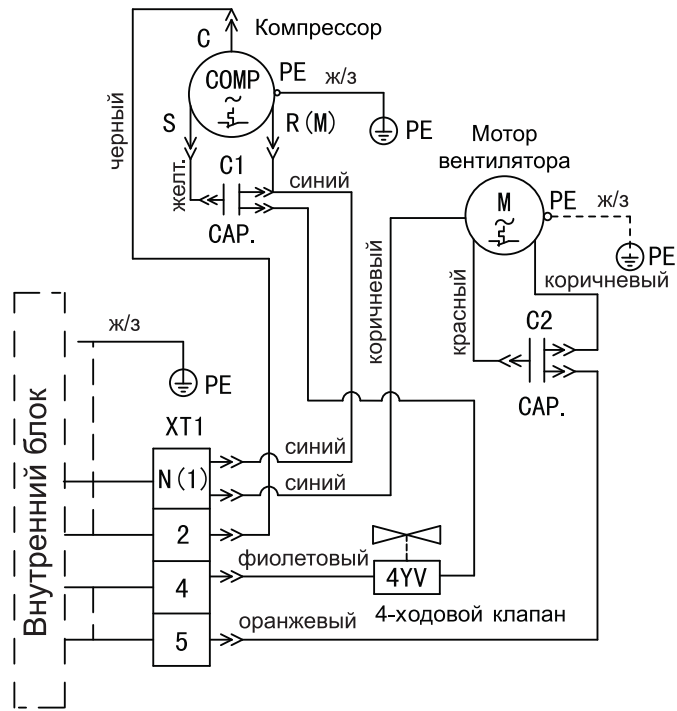 C
Компрессор
COMP
~
PE
ж/з
PE
черный
S
R(M)
желт.
C1
синий
CAP.
Мотор
вентилятора
M
~
PE
ж/з
PE
коричневый
красный
коричневый
C2
CAP.
ж/з
PE
Внутренний блок
XT1
N(1)
синий
синий
2
фиолетовый
4
4YV
4-ходовой клапан
5
оранжевый